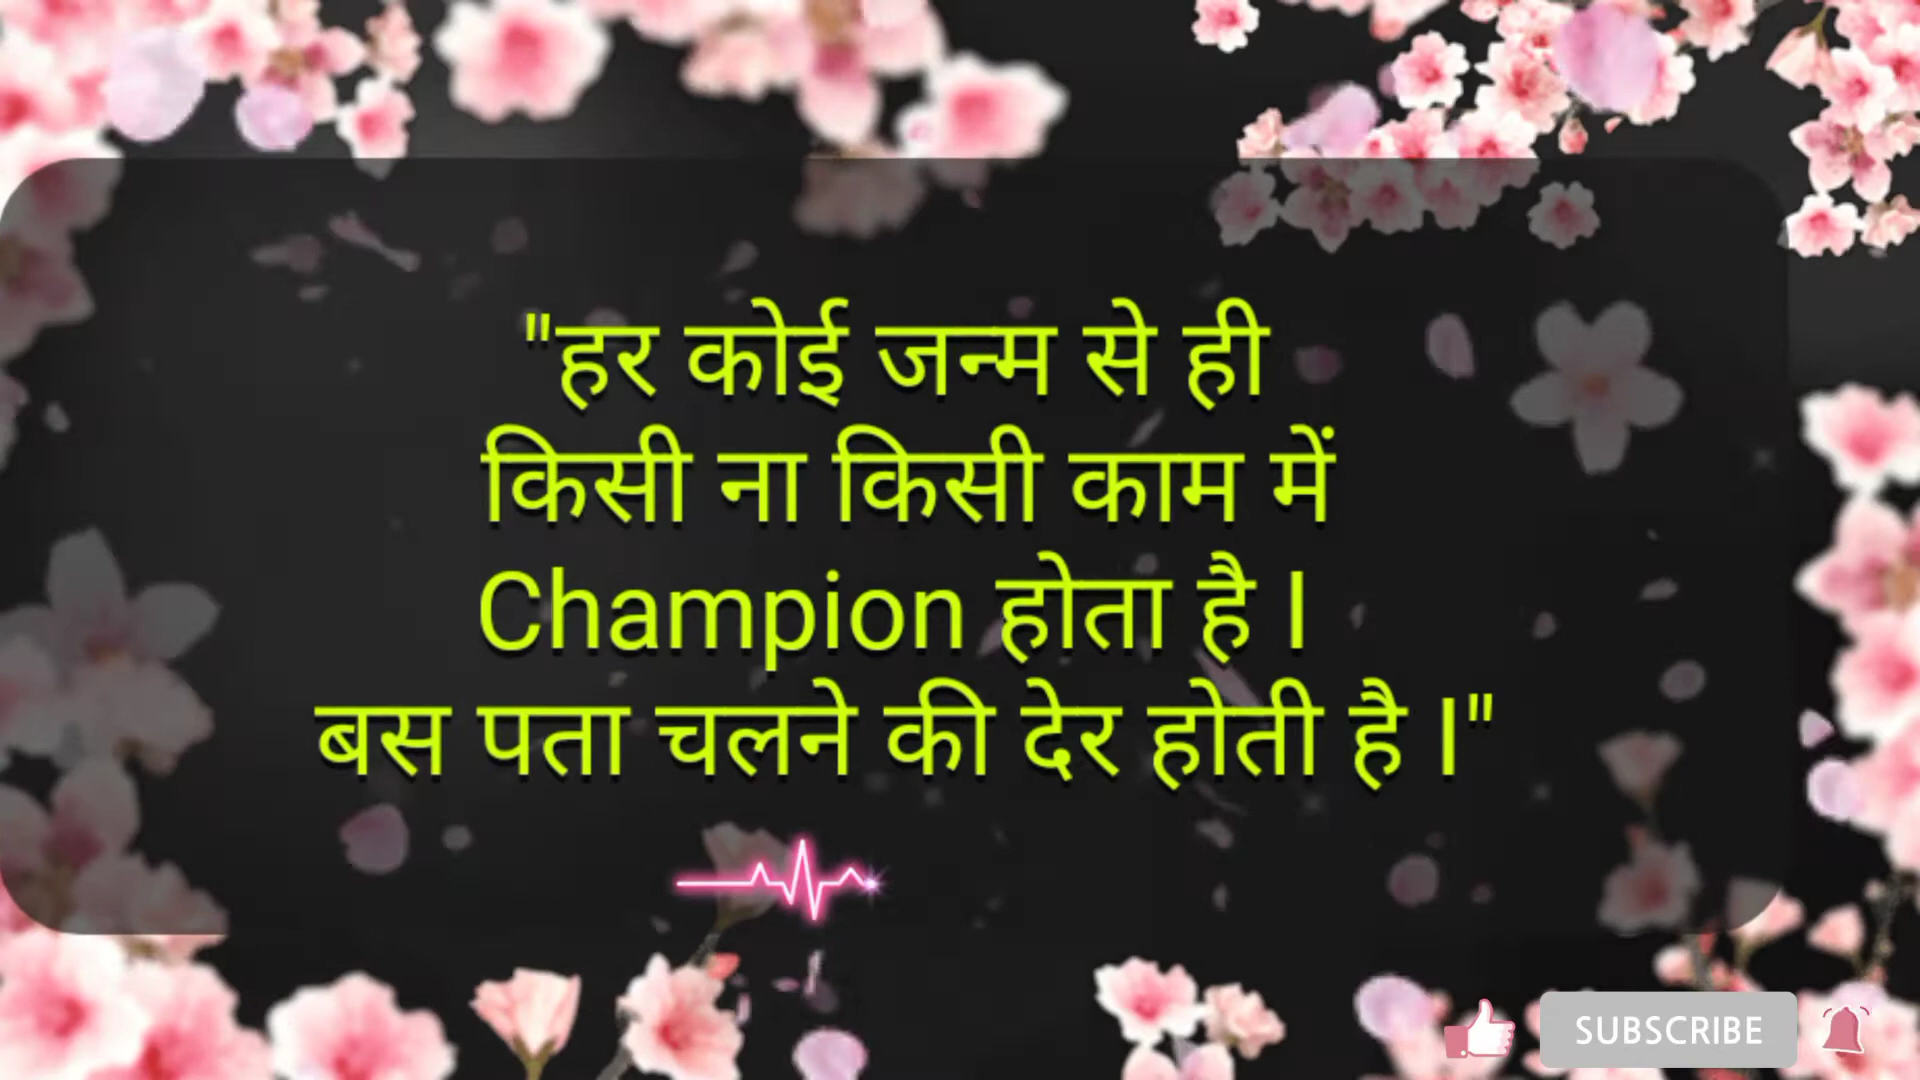 "हर कोई जन्म से ही
किसी ना किसी काम में
Champion होता है I
बस पता चलने की देर होती है I"
SUBSCRIBE